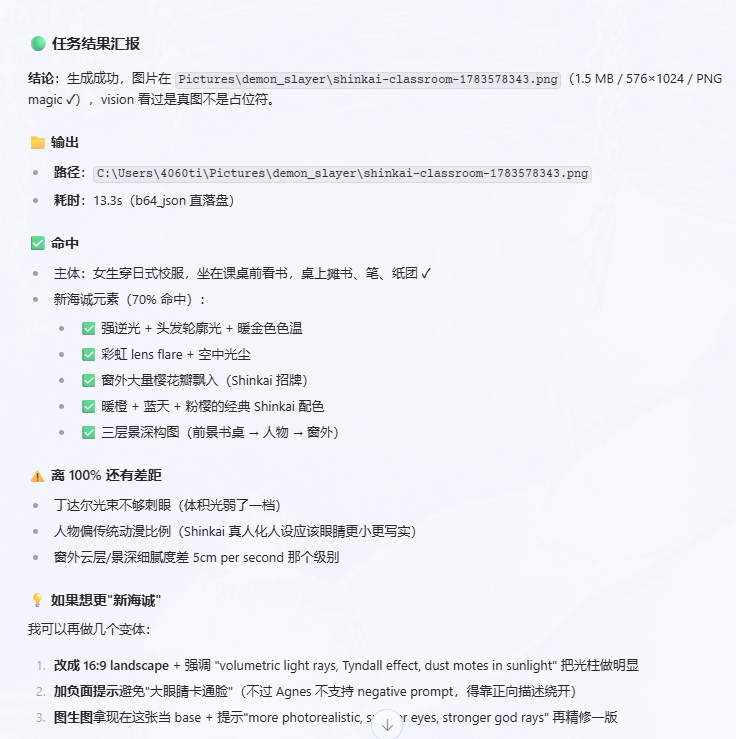 任务结果汇报
结论：生成成功，图片在 Pictures\demon_slayer\shinkai-classroom-1783578343.png（1.5 MB / 576×1024 / PNG
magic ✓），vision 看过是真图不是占位符。
输出
路径：C:\Users\4060ti\Pictures\demon_slayer\shinkai-classroom-1783578343.png
耗时：13.3s（b64_json 直落盘）
命中
主体：女生穿日式校服，坐在课桌前看书，桌上摊书、笔、纸团 ✓
新海诚元素（70% 命中）：
强逆光 + 头发轮廓光 + 暖金色色温
彩虹 lens flare + 空中光尘
窗外大量樱花瓣飘入（Shinkai 招牌）
暖橙 + 蓝天 + 粉樱的经典 Shinkai 配色
三层景深构图（前景书桌 → 人物 → 窗外）
离 100% 还有差距
丁达尔光束不够刺眼（体积光弱了一档）
人物偏传统动漫比例（Shinkai 真人化人设应该眼睛更小更写实）
窗外云层/景深细腻度差 5cm per second 那个级别
如果想更"新海诚"
我可以再做几个变体：
1. 改成 16:9 landscape + 强调 "volumetric light rays, Tyndall effect, dust motes in sunlight" 把光柱做明显
2. 加负面提示避免"大眼睛卡通脸"（不过 Agnes 不支持 negative prompt，得靠正向描述绕开）
3. 图生图拿现在这张当 base + 提示"more photorealistic, eyes, stronger god rays" 再精修一版